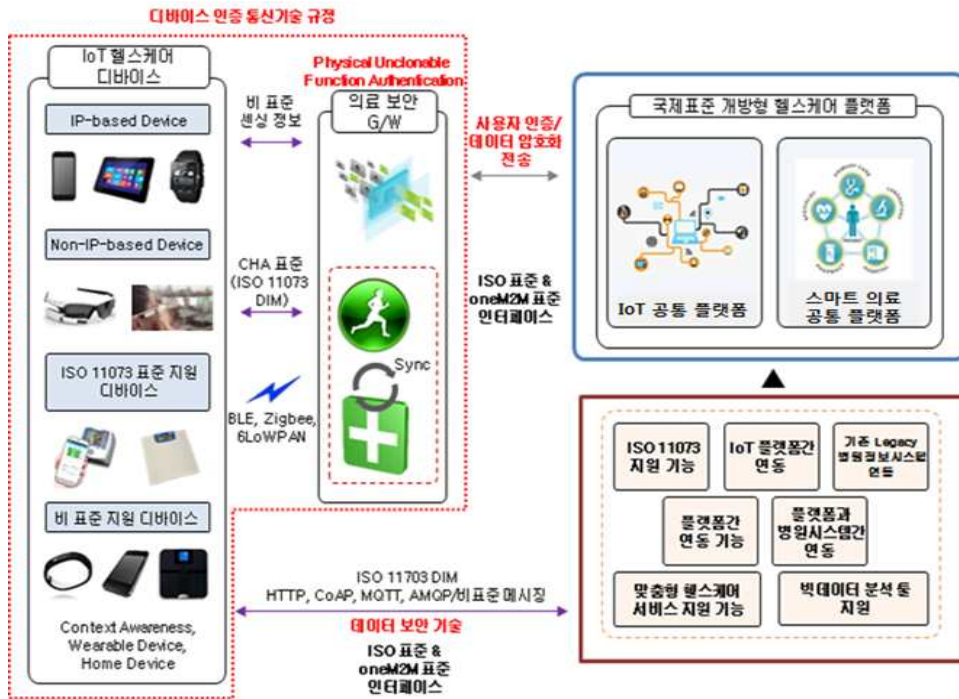 디바이스 인증 통신기술 규정
IoT 헬스케어
디바이스
IP-based Device
Non-IP-based Device
ISO 11073 표준 지원
디바이스
비 표준 지원 디바이스
Context Awareness,
Wearable Device,
Home Device
비 표준
센싱 정보
CHA 표준
(ISO 11073
DIM)
BLE, Zigbee,
6LoWPAN
Physical Unclonable
Function Authentication
의료 보안
G/W
Sync
사용자 인증/
데이터 암호화
전송
ISO 표준 &
oneM2M 표준
인터페이스
국제표준 개방형 헬스케어 플랫폼
IoT 공통 플랫폼
스마트 의료
공통 플랫폼
ISO 11073
지원 기능
IoT 플랫폼간
연동
기존 Legacy
병원정보시스템
연동
플랫폼간
연동 기능
플랫폼과
병원시스템간
연동
맞춤형 헬스케어
서비스 지원 기능
빅데이터 분석 툴
지원
ISO 11703 DIM
HTTP, CoAP, MQTT, AMQP/비표준 메시징
데이터 보안 기술
ISO 표준 &
oneM2M 표준
인터페이스